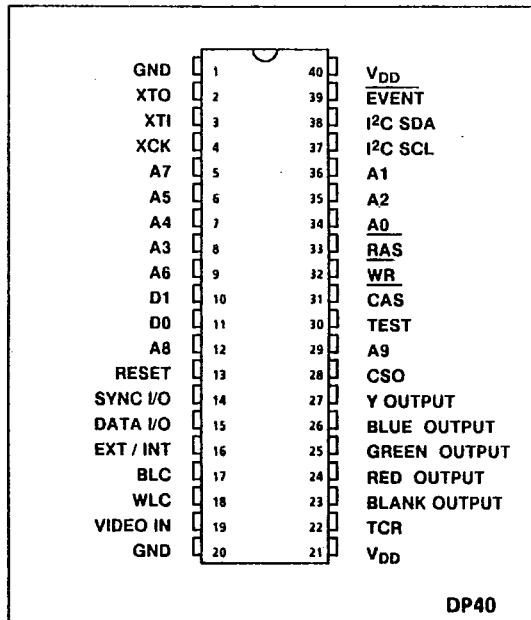 GND 1 40 V_DD
XTO 2 39 EVENT
XTI 3 38 I²C SDA
XCK 4 37 I²C SCL
A7 5 36 A1
A5 6 35 A2
A4 7 34 A0
A3 8 33 RAS
A6 9 32 WR
D1 10 31 CAS
D0 11 30 TEST
A8 12 29 A9
RESET 13 28 CSO
SYNC I/O 14 27 Y OUTPUT
DATA I/O 15 26 BLUE OUTPUT
EXT / INT 16 25 GREEN OUTPUT
BLC 17 24 RED OUTPUT
WLC 18 23 BLANK OUTPUT
VIDEO IN 19 22 TCR
GND 20 21 V_DD
DP40